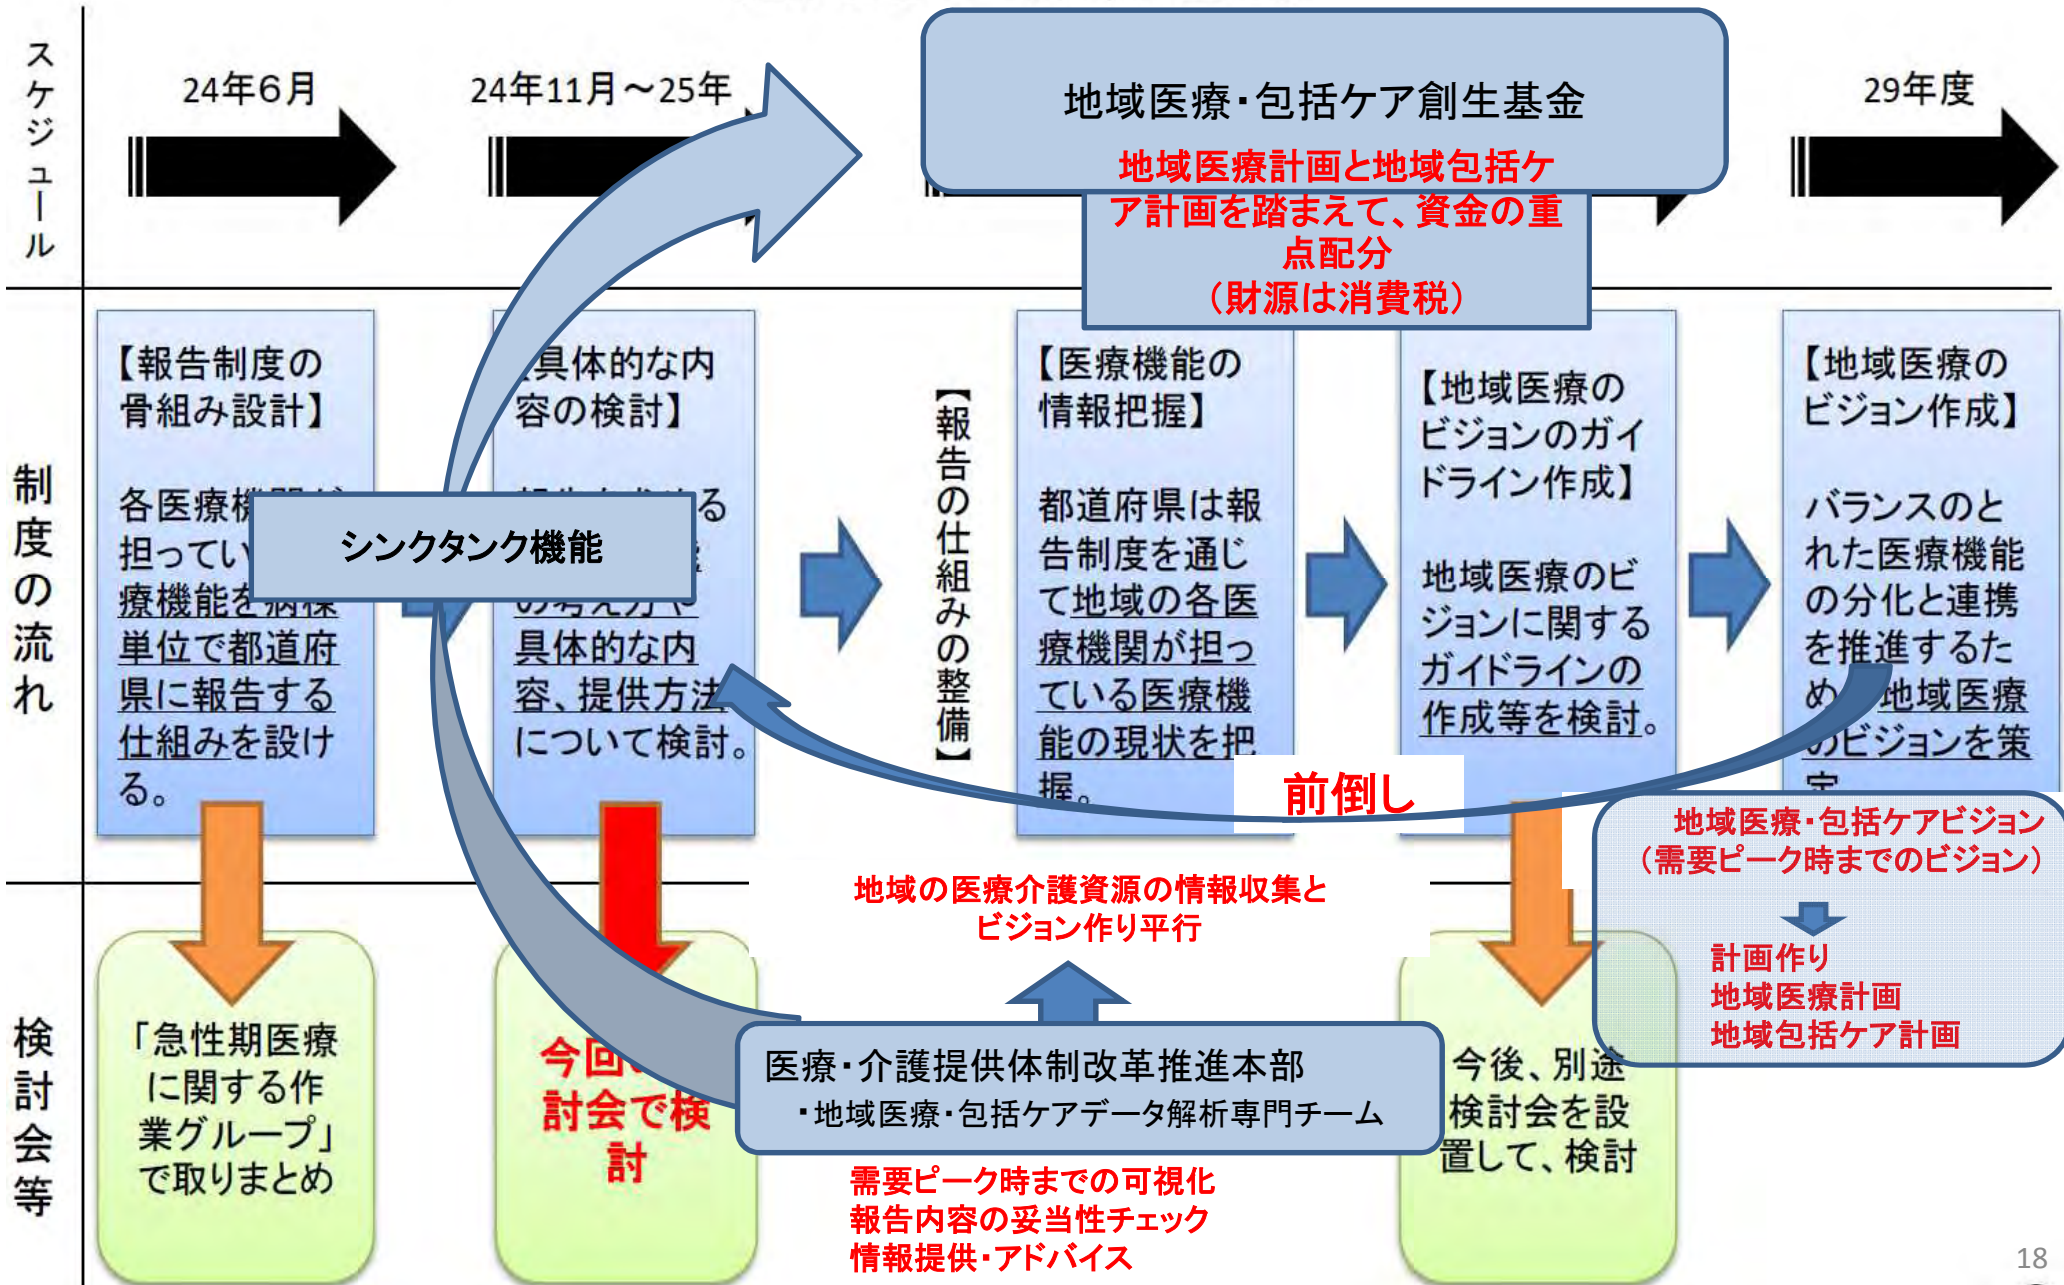 スケジュール
24年6月
24年11月～25年
29年度
地域医療・包括ケア創生基金
地域医療計画と地域包括ケ
ア計画を踏まえて、資金の重
点配分
（財源は消費税）
制度の流れ
【報告制度の
骨組み設計】
各医療機関が
担ってい
療機能を病棟
単位で都道府
県に報告する
仕組みを設け
る。
シンクタンク機能
具体的な内
容の検討】
る
の考え方や
具体的な内
容、提供方法
について検討。
【報告の仕組みの整備】
【医療機能の
情報把握】
都道府県は報
告制度を通じ
て地域の各医
療機関が担っ
ている医療機
能の現状を把
握。
【地域医療の
ビジョンのガイ
ドライン作成】
地域医療のビ
ジョンに関する
ガイドラインの
作成等を検討。
【地域医療の
ビジョン作成】
バランスのと
れた医療機能
の分化と連携
を推進するた
め
地域医療
のビジョンを策
定
前倒し
地域医療・包括ケアビジョン
（需要ピーク時までのビジョン）
計画作り
地域医療計画
地域包括ケア計画
地域の医療介護資源の情報収集と
ビジョン作り平行
検討会等
「急性期医療
に関する作
業グループ」
で取りまとめ
今回
討会で検
討
医療・介護提供体制改革推進本部
・地域医療・包括ケアデータ解析専門チーム
需要ピーク時までの可視化
報告内容の妥当性チェック
情報提供・アドバイス
今後、別途
検討会を設
置して、検討
18